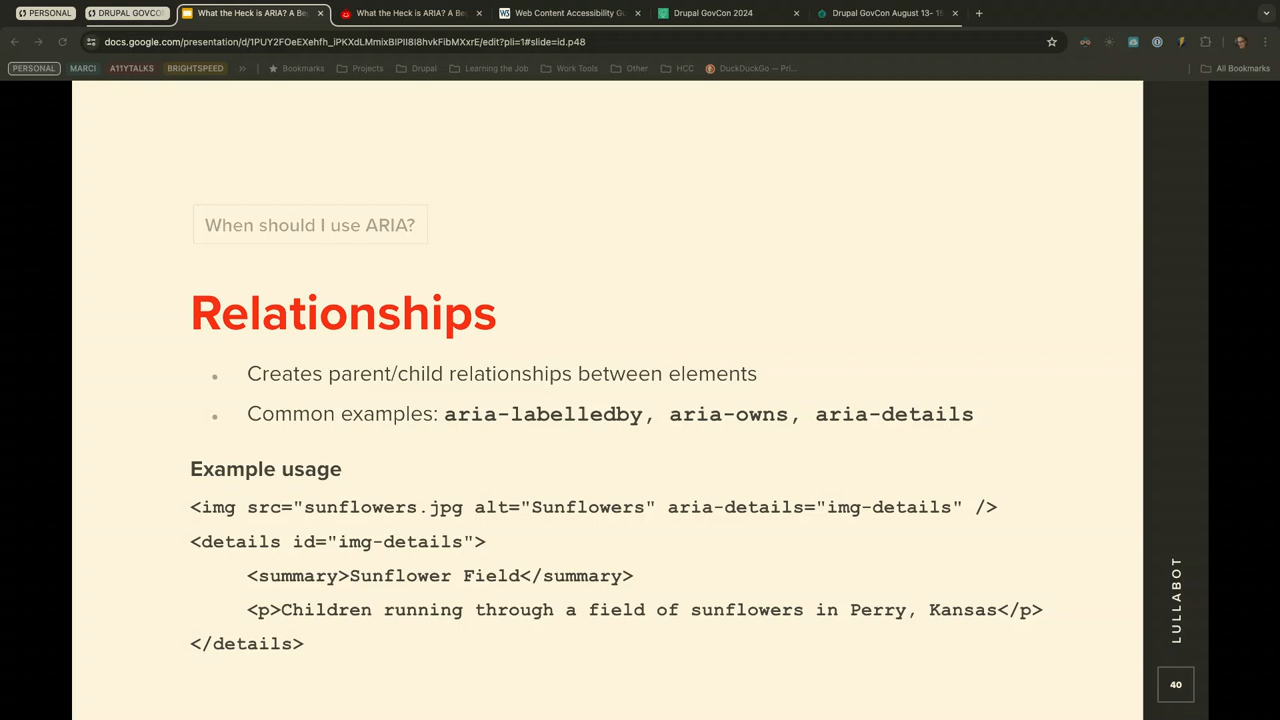 PERSONAL
DRUPAL GOVCO
What the Heck is ARIA? A Be
What the Heck is ARIA? A Be
Web Content Accessibility Gu
Drupal GovCon 2024
Drupal GovCon August 13- 1
docs.google.com/presentation/d/1PUY2FOeEXehfh_iPKXdLMmixBIPII8I8hvkFibMXxrE/edit?pli=1#slide=id.p48
PERSONAL
MARCI
A11YTALKS
BRIGHTSPEED
Bookmarks
Projects
Drupal
Learning the Job
Work Tools
Other
HCC
DuckDuckGo — Pri...
All Bookmarks
When should I use ARIA?
Relationships
• Creates parent/child relationships between elements
• Common examples: aria-labelledby, aria-owns, aria-details
Example usage
<img src="sunflowers.jpg alt="Sunflowers" aria-details="img-details" />
<details id="img-details">
<summary>Sunflower Field</summary>
<p>Children running through a field of sunflowers in Perry, Kansas</p>
</details>
LULLABOT
40